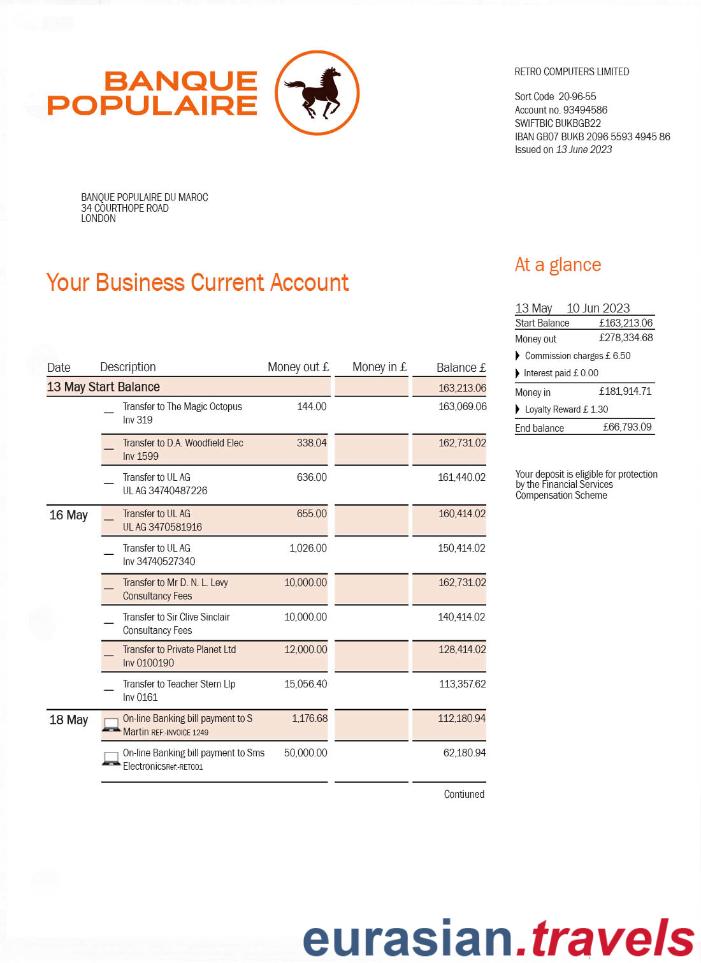 BANQUE
POPULAIRE
RETRO COMPUTERS LIMITED
Sort Code 20-96-55
Account no. 93494586
SWIFTBIC BUKBGB22
IBAN GB07 BUKB 2096 5593 4945 86
Issued on 13 June 2023
BANQUE POPULAIRE DU MAROC
34 COURTHOPE ROAD
LONDON
Your Business Current Account
At a glance
13 May 10 Jun 2023
Start Balance £163,213.06
Money out £278,334.68
Commission charges £ 6.50
Interest paid £ 0.00
Money in £181,914.71
Loyalty Reward £ 1.30
End balance £66,793.09
Your deposit is eligible for protection
by the Financial Services
Compensation Scheme
Date Description Money out £ Money in £ Balance £
13 May Start Balance 163,213.06
Transfer to The Magic Octopus 144.00 163,069.06
Inv 319
Transfer to D.A. Woodfield Elec 338.04 162,731.02
Inv 1599
Transfer to UL AG 636.00 161,440.02
UL AG 34740487226
16 May Transfer to UL AG 655.00 160,414.02
UL AG 3470581916
Transfer to UL AG 1,026.00 150,414.02
Inv 34740527340
Transfer to Mr D. N. L. Levy 10,000.00 162,731.02
Consultancy Fees
Transfer to Sir Clive Sinclair 10,000.00 140,414.02
Consultancy Fees
Transfer to Private Planet Ltd 12,000.00 128,414.02
Inv 0100190
Transfer to Teacher Stern Llp 15,056.40 113,357.62
Inv 0161
18 May On-line Banking bill payment to S 1,176.68 112,180.94
Martin REF:-INVOICE 1249
On-line Banking bill payment to Sms 50,000.00 62,180.94
ElectronicsRef:-RET001
Contiuned
eurasian.travels